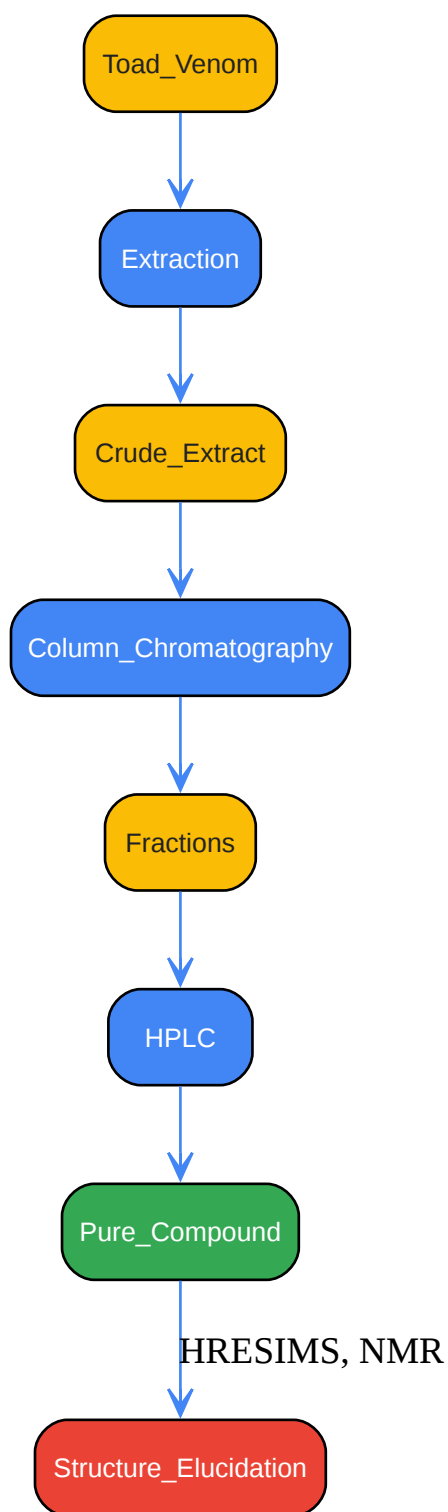 Toad_Venom
Extraction
Crude_Extract
Column_Chromatography
Fractions
HPLC
Pure_Compound
HRESIMS, NMR
Structure_Elucidation